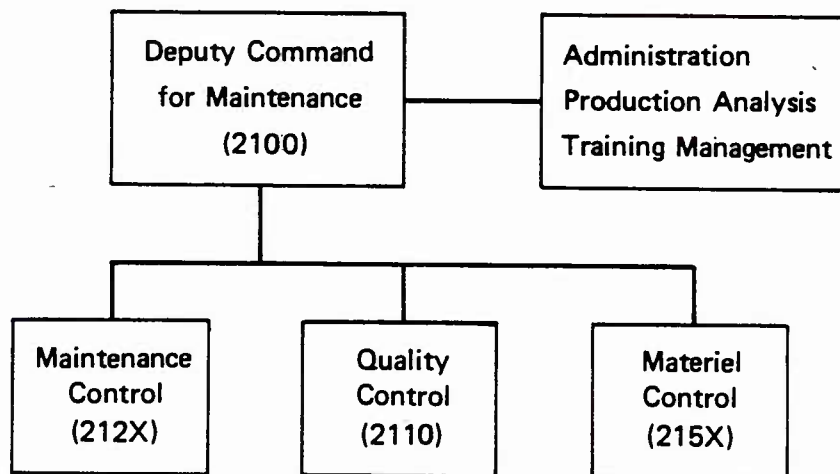 Deputy Command
for Maintenance
(2100)
Administration
Production Analysis
Training Management
Maintenance
Control
(212X)
Quality
Control
(2110)
Materiel
Control
(215X)